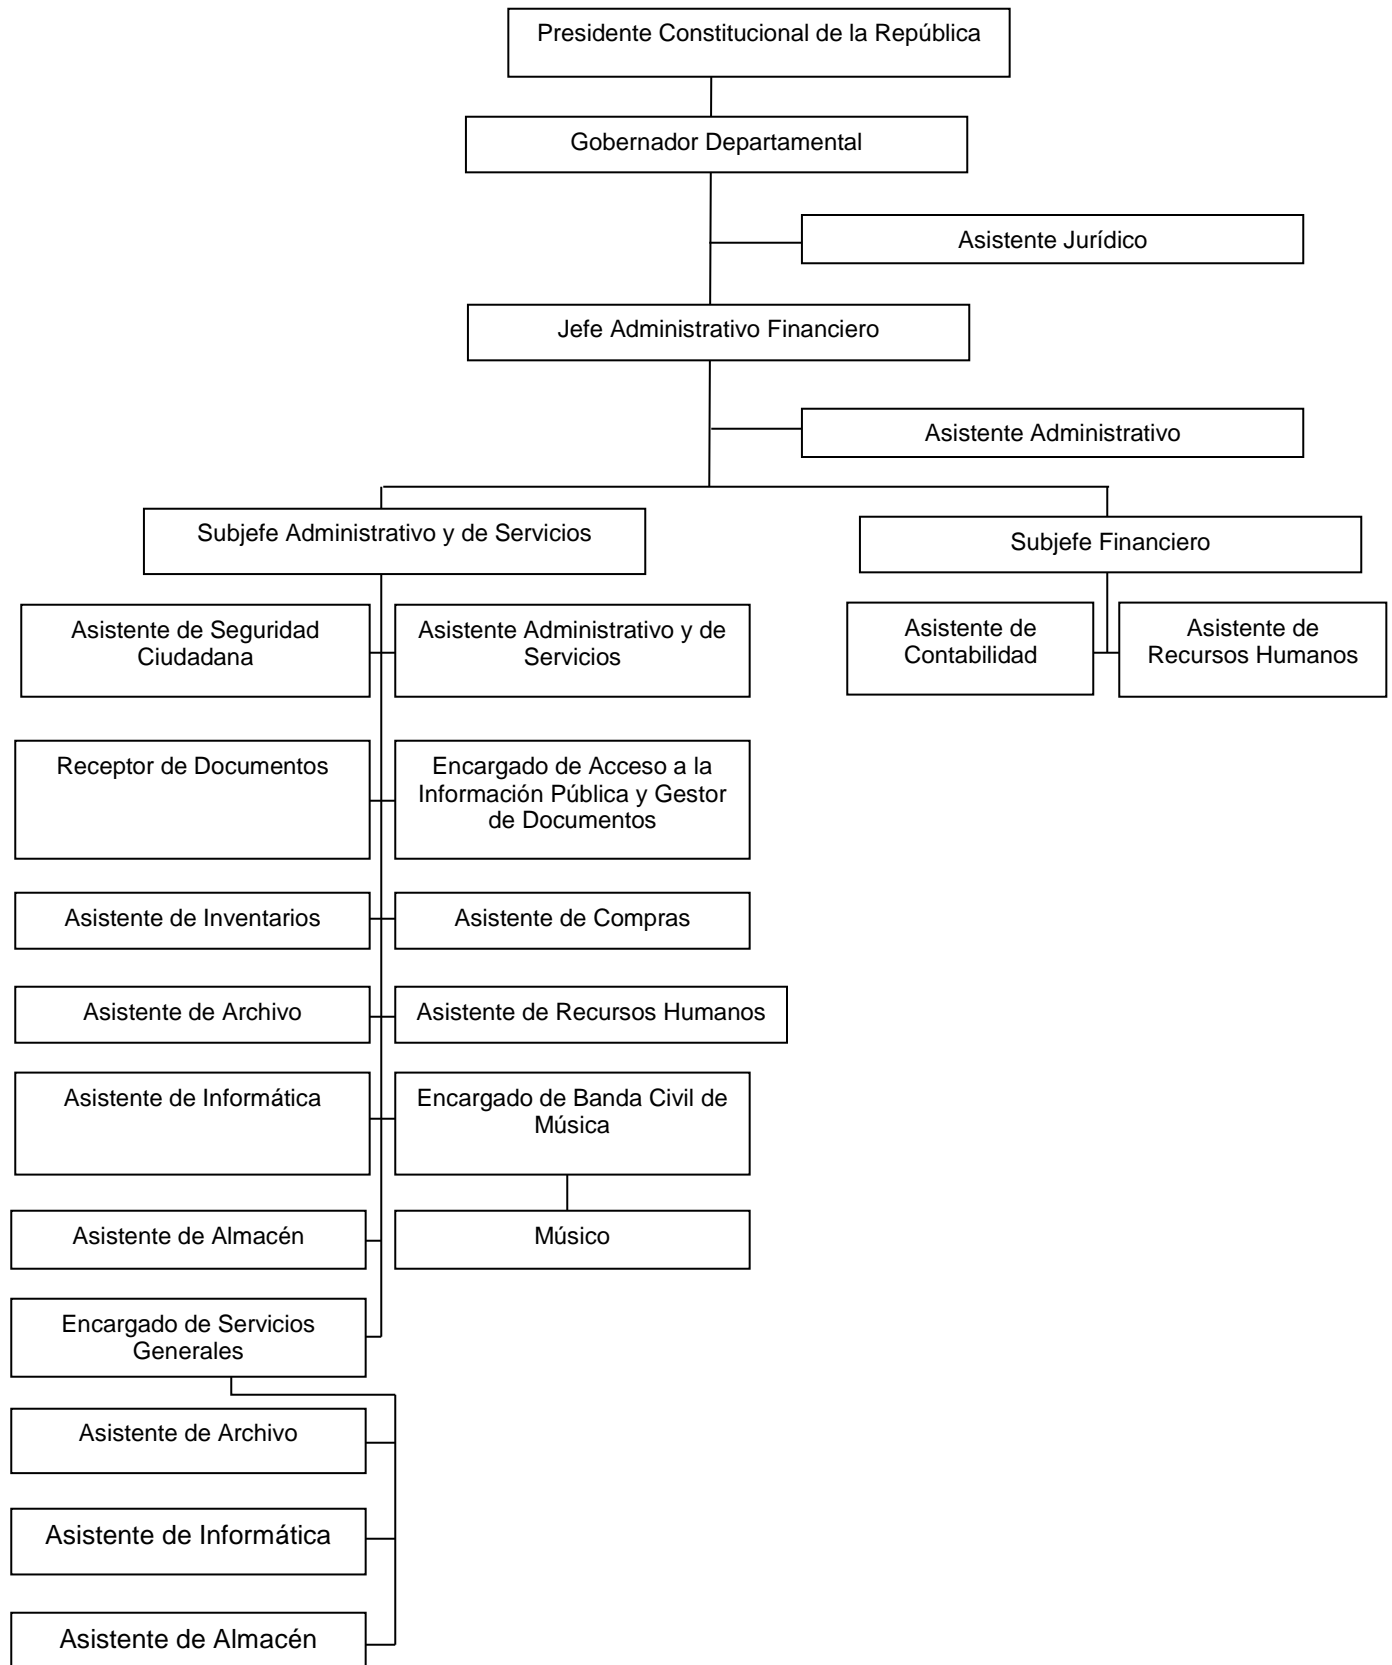 Presidente Constitucional de la República
Gobernador Departamental
Asistente Jurídico
Jefe Administrativo Financiero
Asistente Administrativo
Subjefe Administrativo y de Servicios
Subjefe Financiero
Asistente de Seguridad
Ciudadana
Asistente Administrativo y de
Servicios
Asistente de
Contabilidad
Asistente de
Recursos Humanos
Receptor de Documentos
Encargado de Acceso a la
Información Pública y Gestor
de Documentos
Asistente de Inventarios
Asistente de Compras
Asistente de Archivo
Asistente de Recursos Humanos
Asistente de Informática
Encargado de Banda Civil de
Música
Asistente de Almacén
Músico
Encargado de Servicios
Generales
Asistente de Archivo
Asistente de Informática
Asistente de Almacén